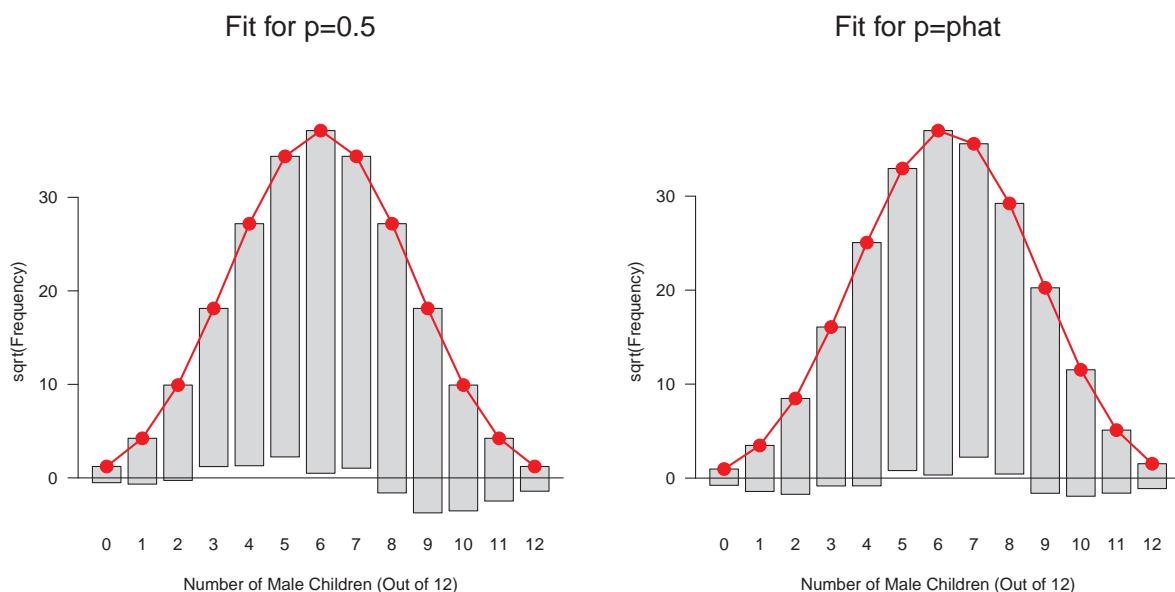 Fit for p=0.5
sqrt(Frequency)
30
20
10
0
0 1 2 3 4 5 6 7 8 9 10 11 12
Number of Male Children (Out of 12)
Fit for p=phat
sqrt(Frequency)
30
20
10
0
0 1 2 3 4 5 6 7 8 9 10 11 12
Number of Male Children (Out of 12)